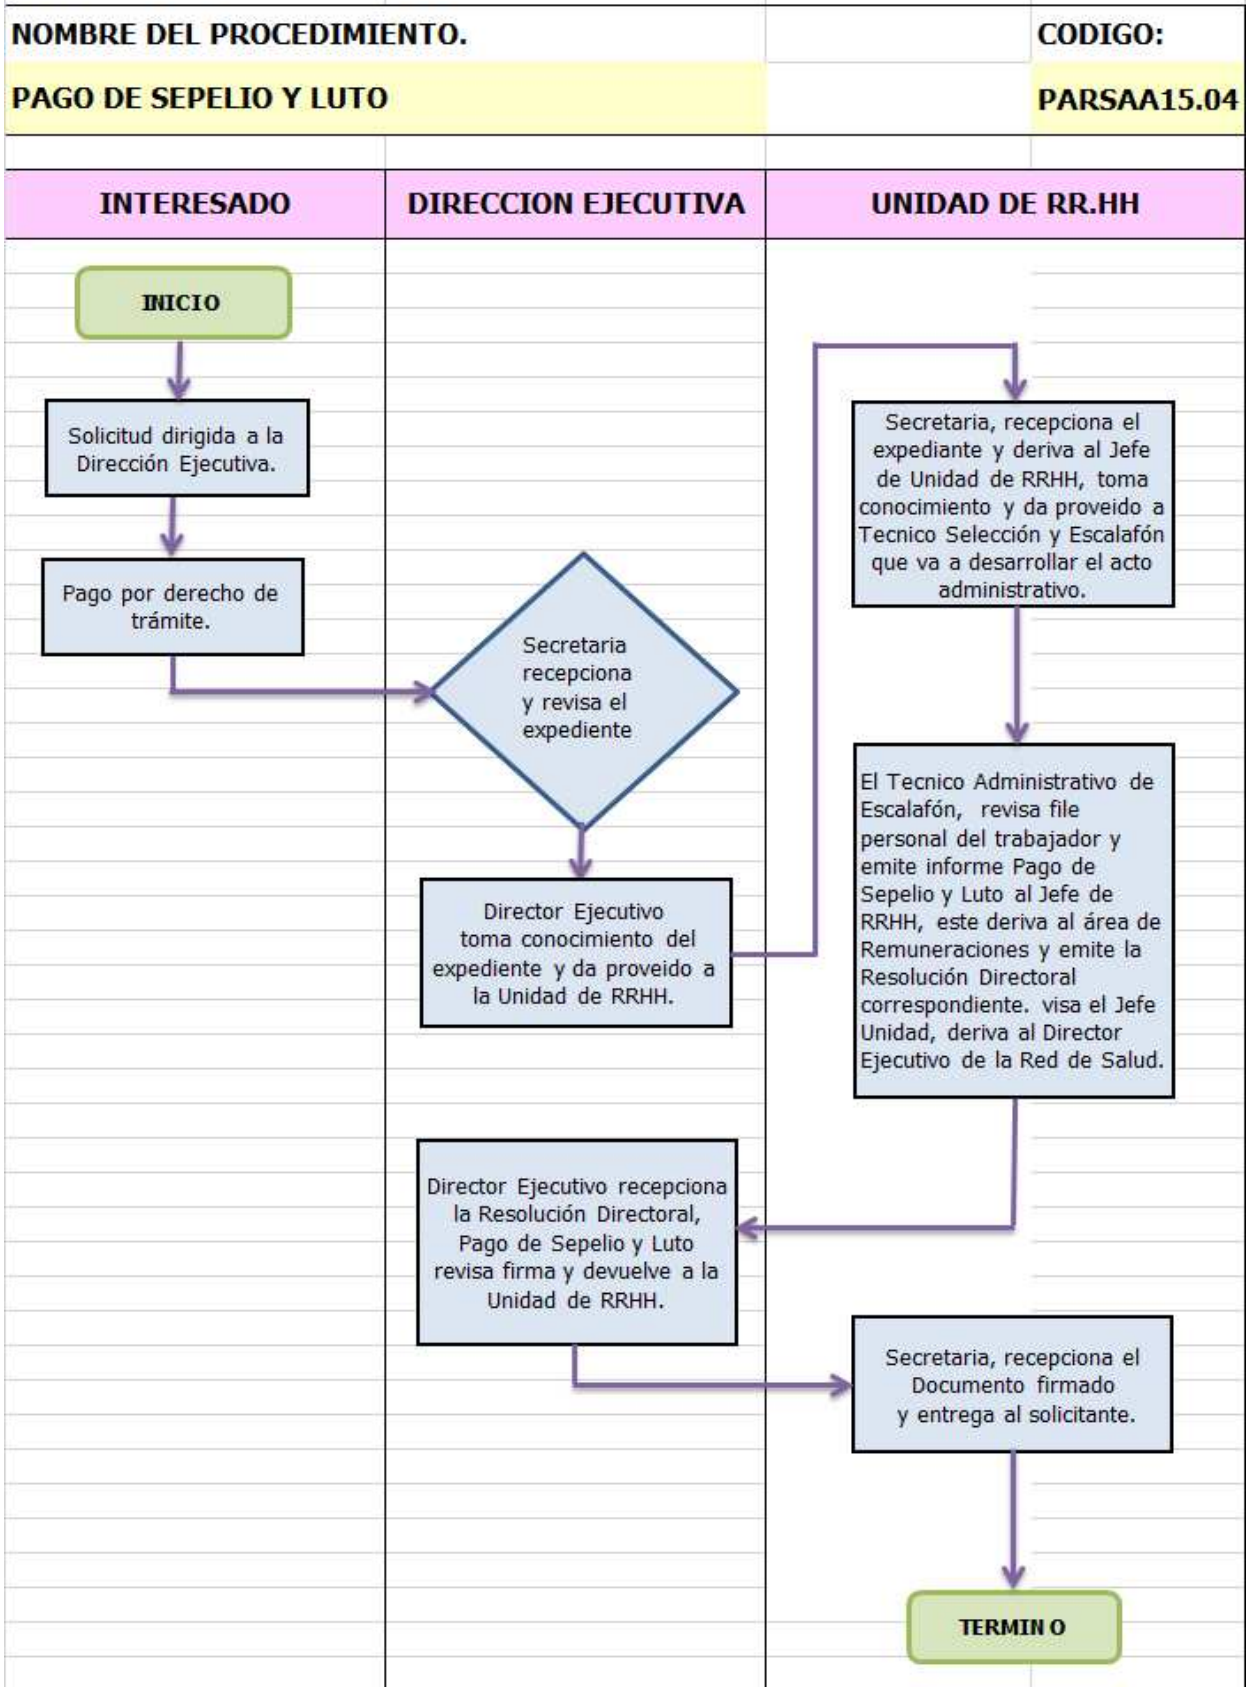 NOMBRE DEL PROCEDIMIENTO.
CODIGO:
PAGO DE SEPELIO Y LUTO
PARSAA15.04
INTERESADO
DIRECCION EJECUTIVA
UNIDAD DE RR.HH
INICIO
Solicitud dirigida a la
Dirección Ejecutiva.
Pago por derecho de
trámite.
Secretaria
recepciona
y revisa el
expediente
Director Ejecutivo
toma conocimiento del
expediente y da proveido a
la Unidad de RRHH.
Secretaria, recepciona el
expediante y deriva al Jefe
de Unidad de RRHH, toma
conocimiento y da proveido a
Tecnico Selección y Escalafón
que va a desarrollar el acto
administrativo.
El Tecnico Administrativo de
Escalafón, revisa file
personal del trabajador y
emite informe Pago de
Sepelio y Luto al Jefe de
RRHH, este deriva al área de
Remuneraciones y emite la
Resolución Directoral
correspondiente. visa el Jefe
Unidad, deriva al Director
Ejecutivo de la Red de Salud.
Director Ejecutivo recepciona
la Resolución Directoral,
Pago de Sepelio y Luto
revisa firma y devuelve a la
Unidad de RRHH.
Secretaria, recepciona el
Documento firmado
y entrega al solicitante.
TERMINO